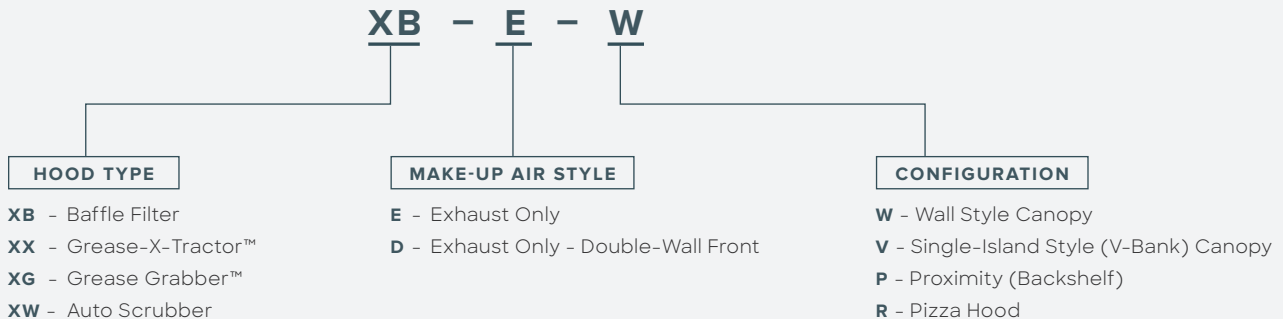 XB – E – W
HOOD TYPE
XB – Baffle Filter
XX – Grease-X-Tractor™
XG – Grease Grabber™
XW – Auto Scrubber
MAKE-UP AIR STYLE
E – Exhaust Only
D – Exhaust Only – Double-Wall Front
CONFIGURATION
W – Wall Style Canopy
V – Single-Island Style (V-Bank) Canopy
P – Proximity (Backshelf)
R – Pizza Hood